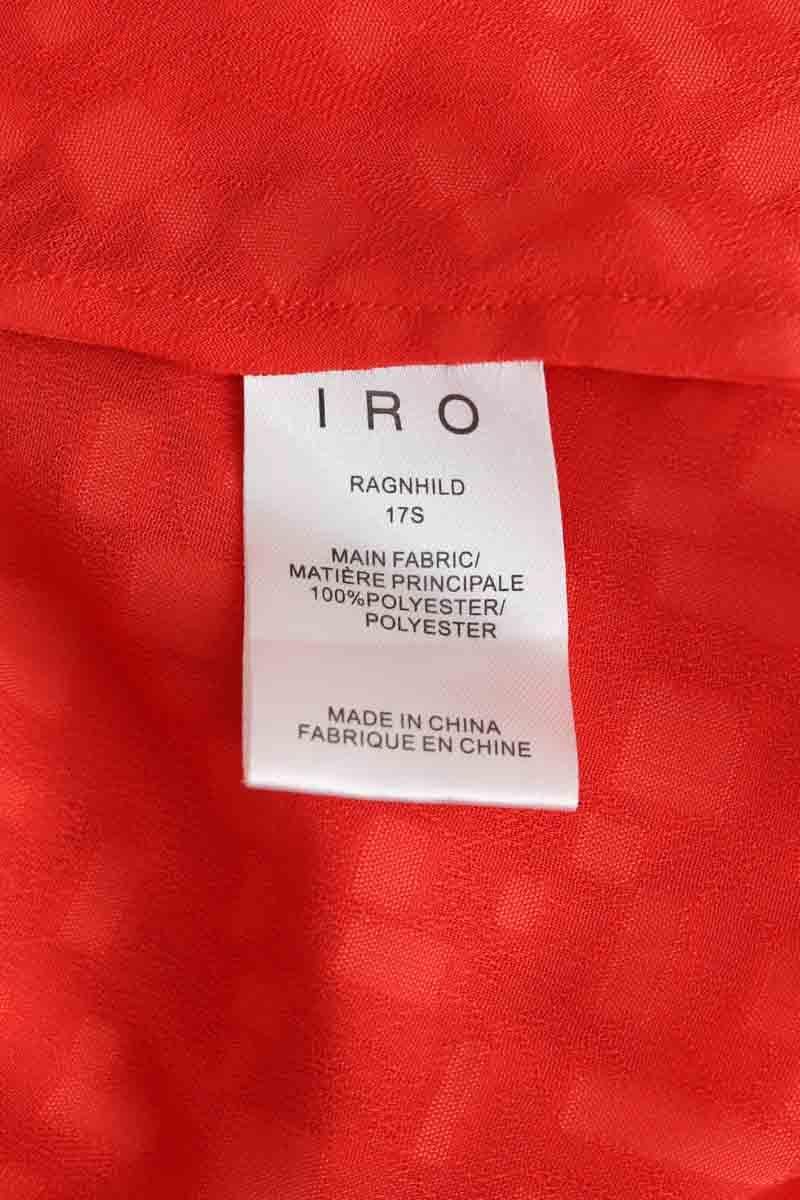 IRO
RAGNHILD
17S
MAIN FABRIC/
MATIÈRE PRINCIPALE
100%POLYESTER/
POLYESTER
MADE IN CHINA
FABRIQUE EN CHINE